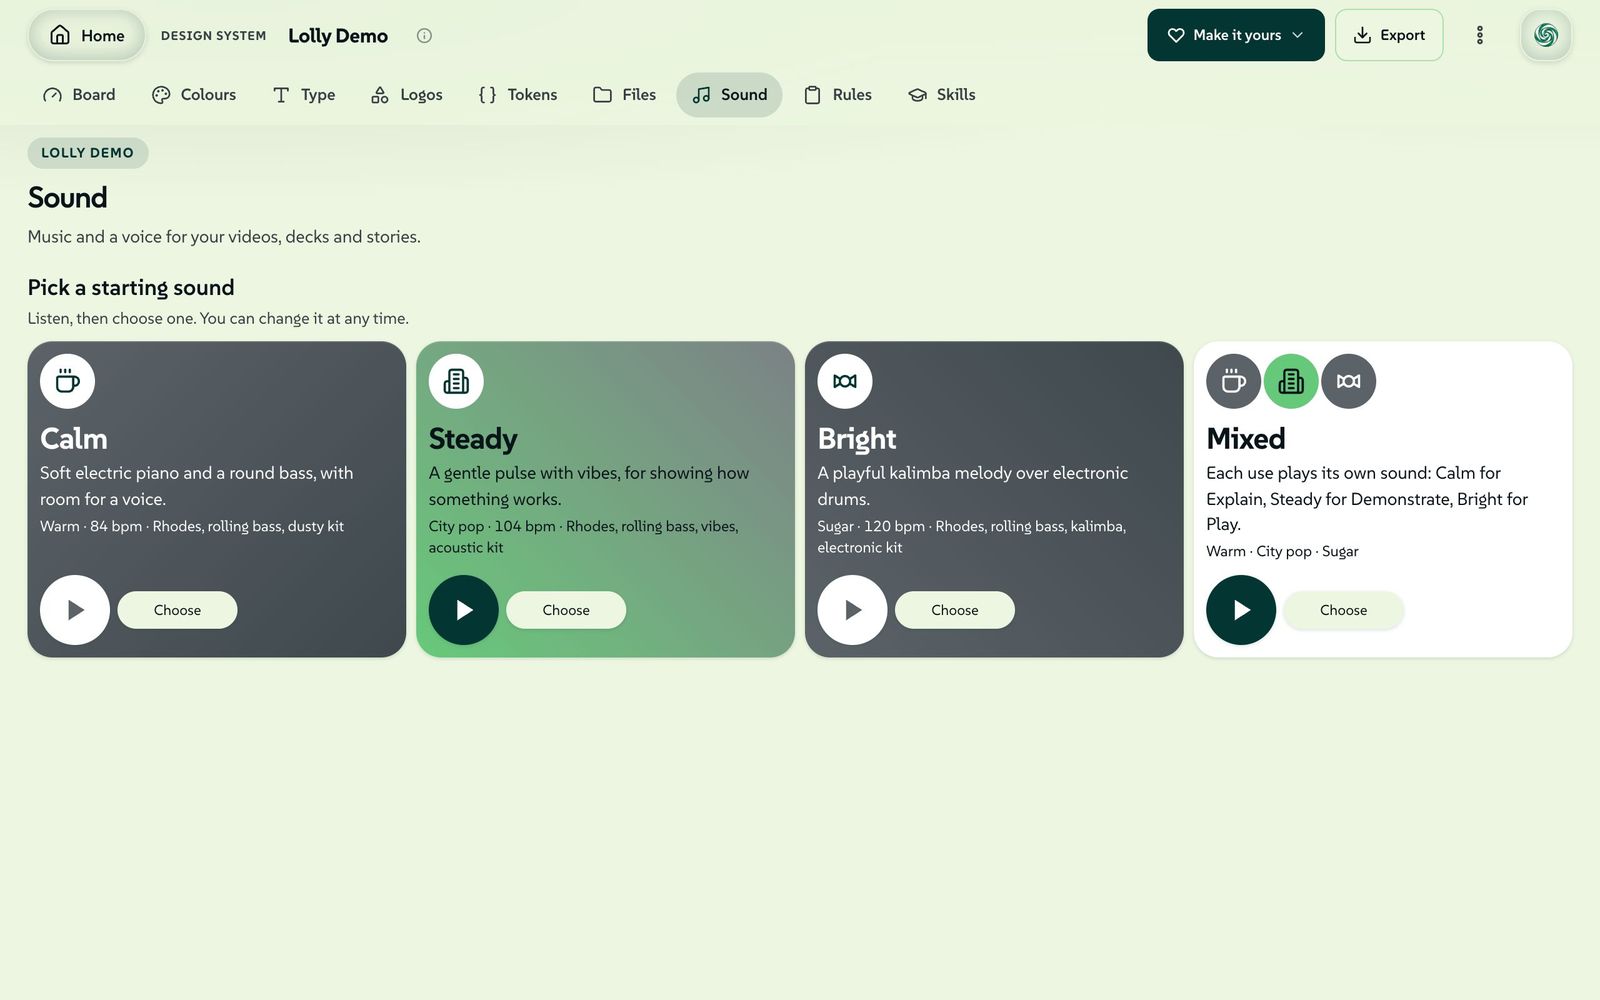 Home
DESIGN SYSTEM
Lolly Demo
Make it yours
Export
Board
Colours
Type
Logos
Tokens
Files
Sound
Rules
Skills
LOLLY DEMO
Sound
Music and a voice for your videos, decks and stories.
Pick a starting sound
Listen, then choose one. You can change it at any time.
Calm
Soft electric piano and a round bass, with
room for a voice.
Warm · 84 bpm · Rhodes, rolling bass, dusty kit
Choose
Steady
A gentle pulse with vibes, for showing how
something works.
City pop · 104 bpm · Rhodes, rolling bass, vibes,
acoustic kit
Choose
Bright
A playful kalimba melody over electronic
drums.
Sugar · 120 bpm · Rhodes, rolling bass, kalimba,
electronic kit
Choose
Mixed
Each use plays its own sound: Calm for
Explain, Steady for Demonstrate, Bright for
Play.
Warm · City pop · Sugar
Choose